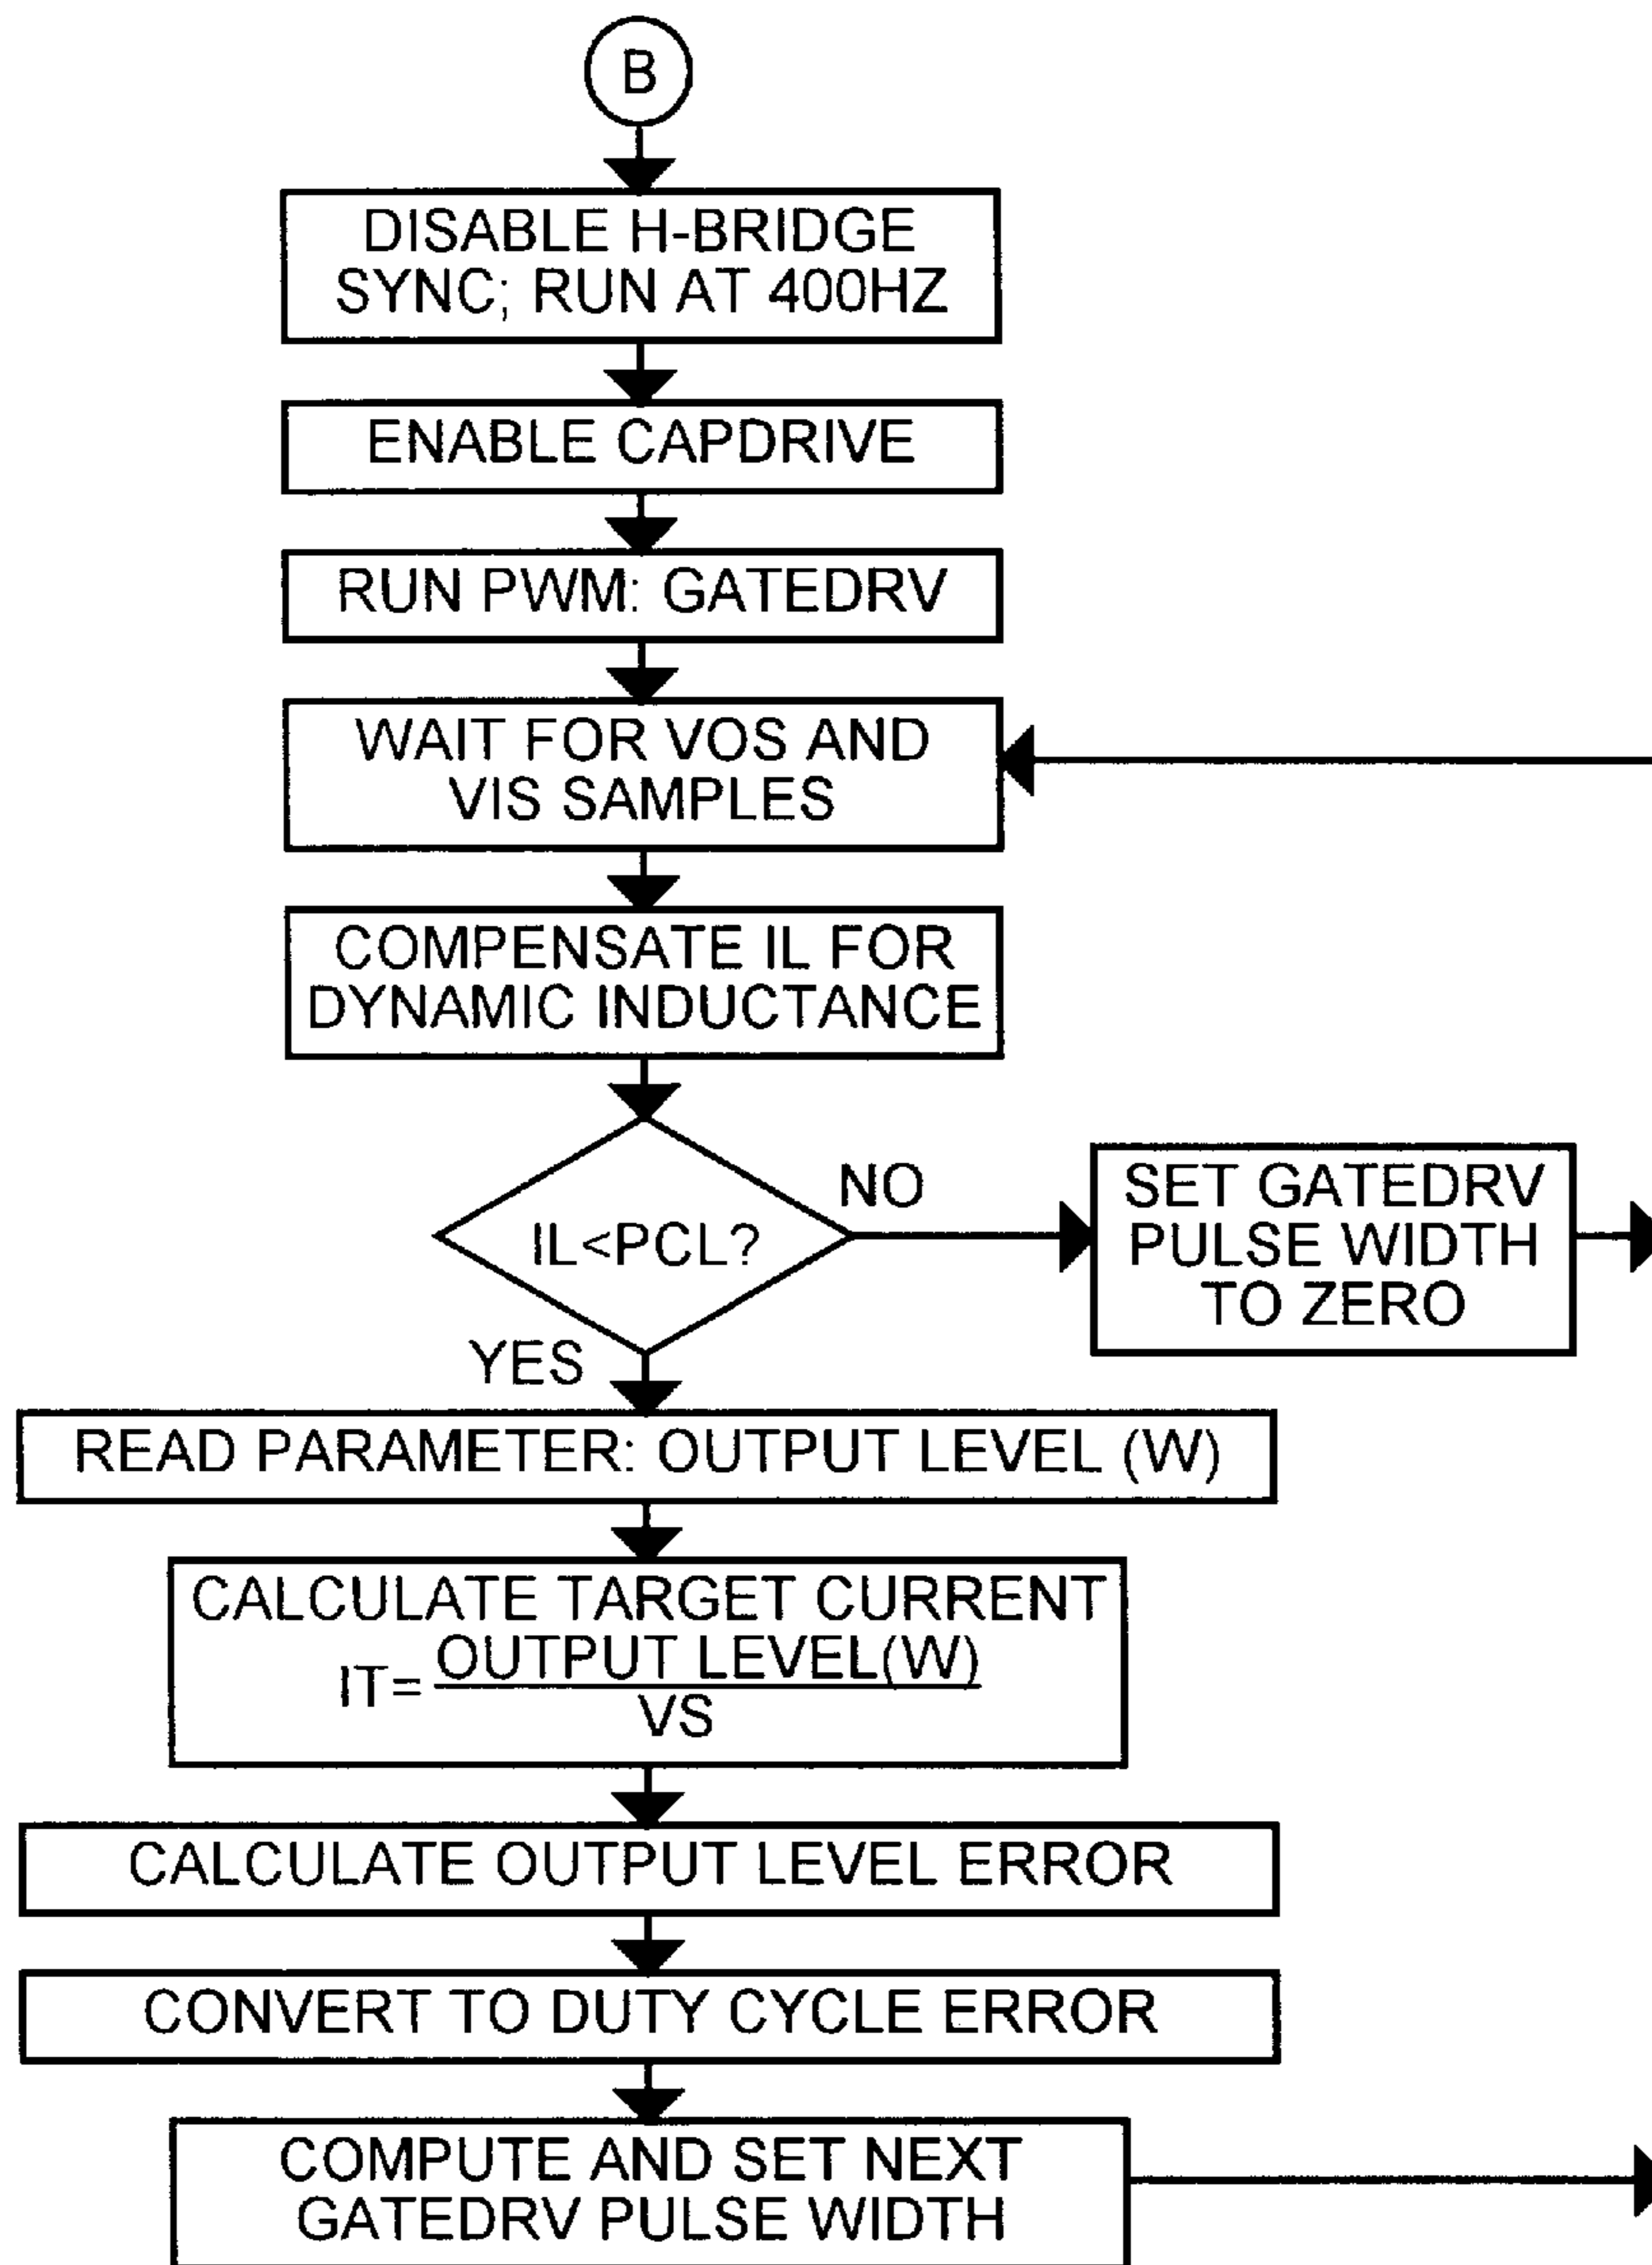 B
DISABLE H-BRIDGE
SYNC; RUN AT 400HZ
ENABLE CAPDRIVE
RUN PWM: GATEDRV
WAIT FOR VOS AND
VIS SAMPLES
COMPENSATE IL FOR
DYNAMIC INDUCTANCE
IL<PCL?
NO
SET GATEDRV
PULSE WIDTH
TO ZERO
YES
READ PARAMETER: OUTPUT LEVEL (W)
CALCULATE TARGET CURRENT
IT= OUTPUT LEVEL(W)
VS
CALCULATE OUTPUT LEVEL ERROR
CONVERT TO DUTY CYCLE ERROR
COMPUTE AND SET NEXT
GATEDRV PULSE WIDTH